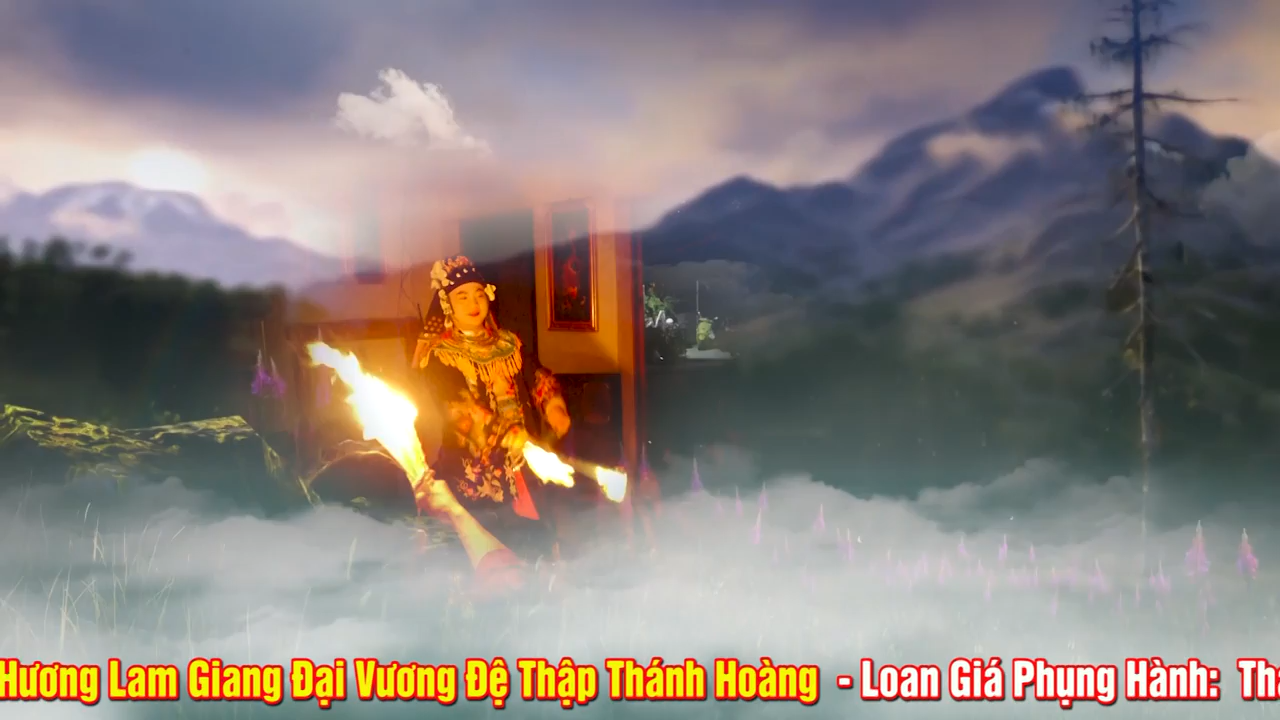 Hương Lam Giang Đại Vương Đệ Thập Thánh Hoàng - Loan Giá Phụng Hành: